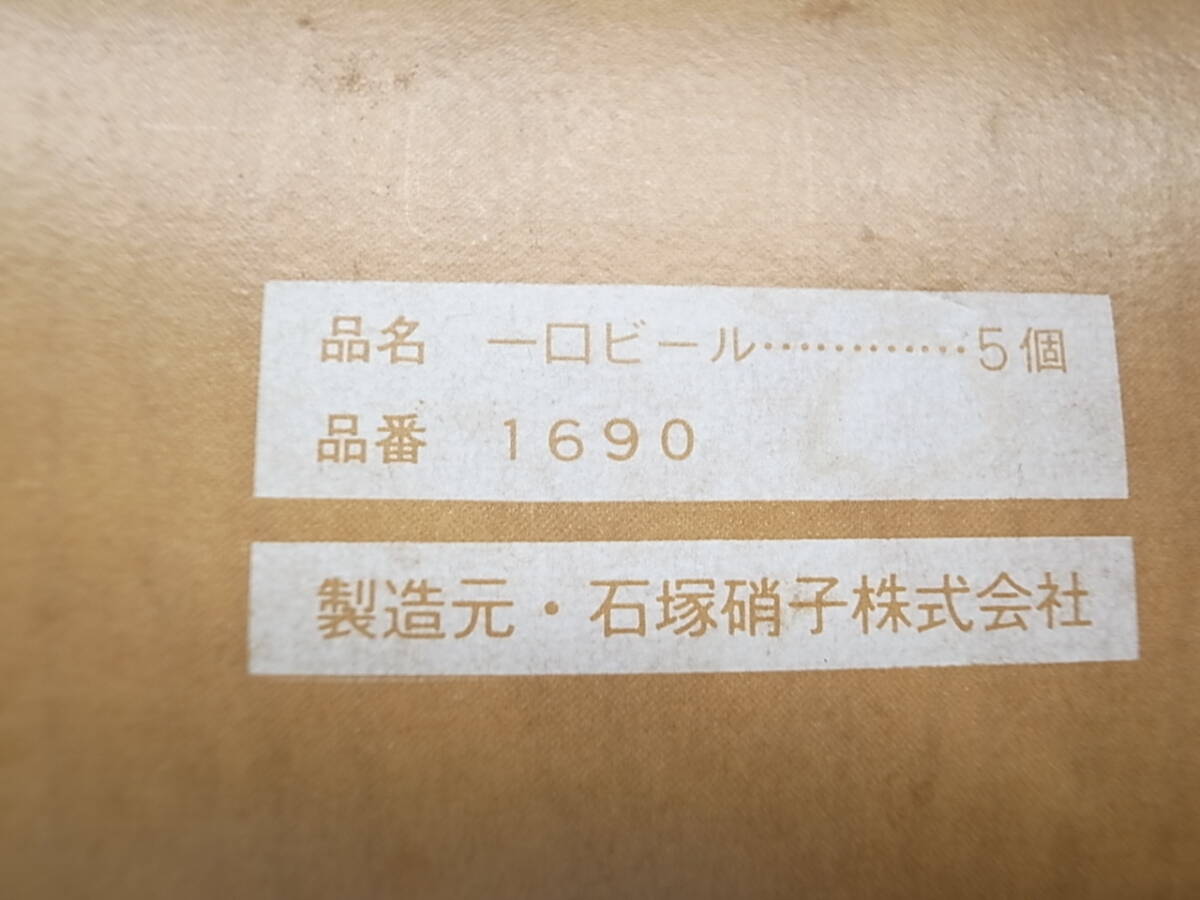 品名　一口ビール…………5個
品番　1690
製造元・石塚硝子株式会社